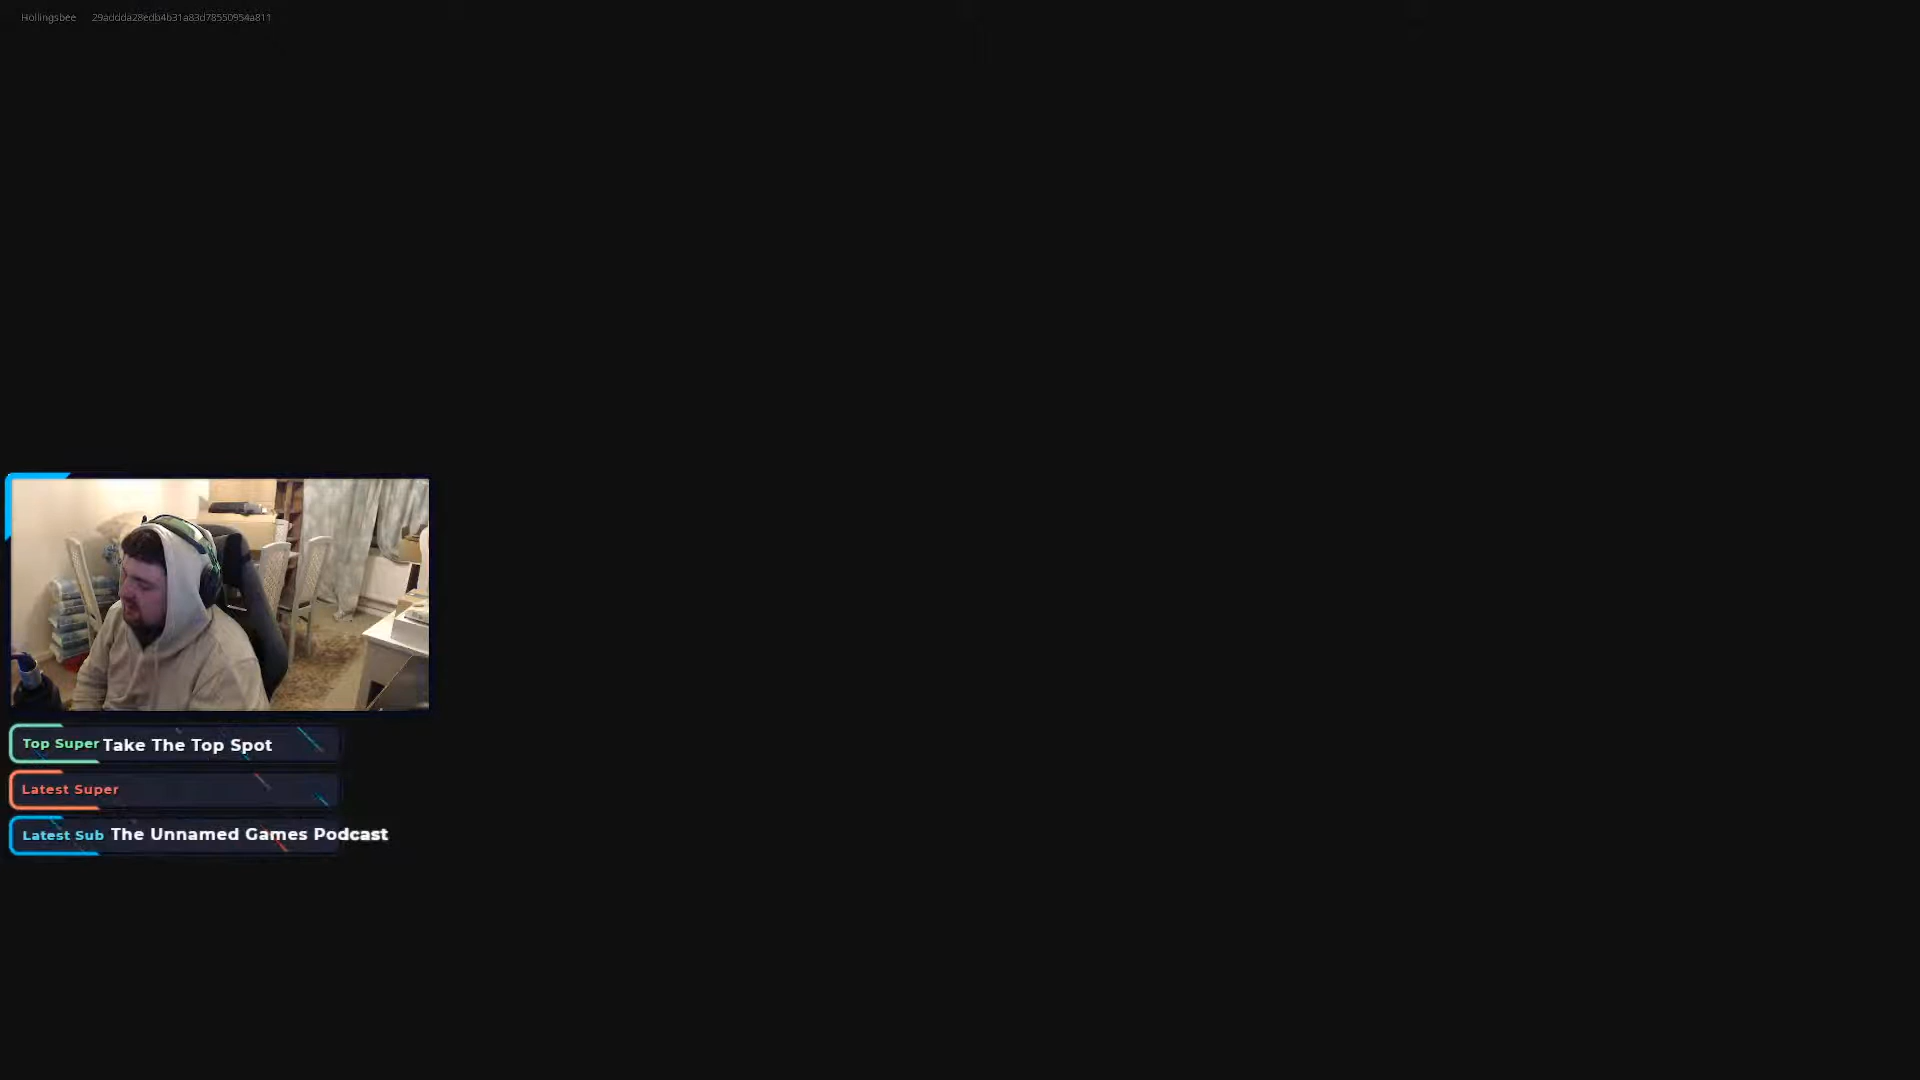 Hollingsbee 29addda28edb4b31a83d78550954a811
Top Super Take The Top Spot
Latest Super
Latest Sub The Unnamed Games Podcast